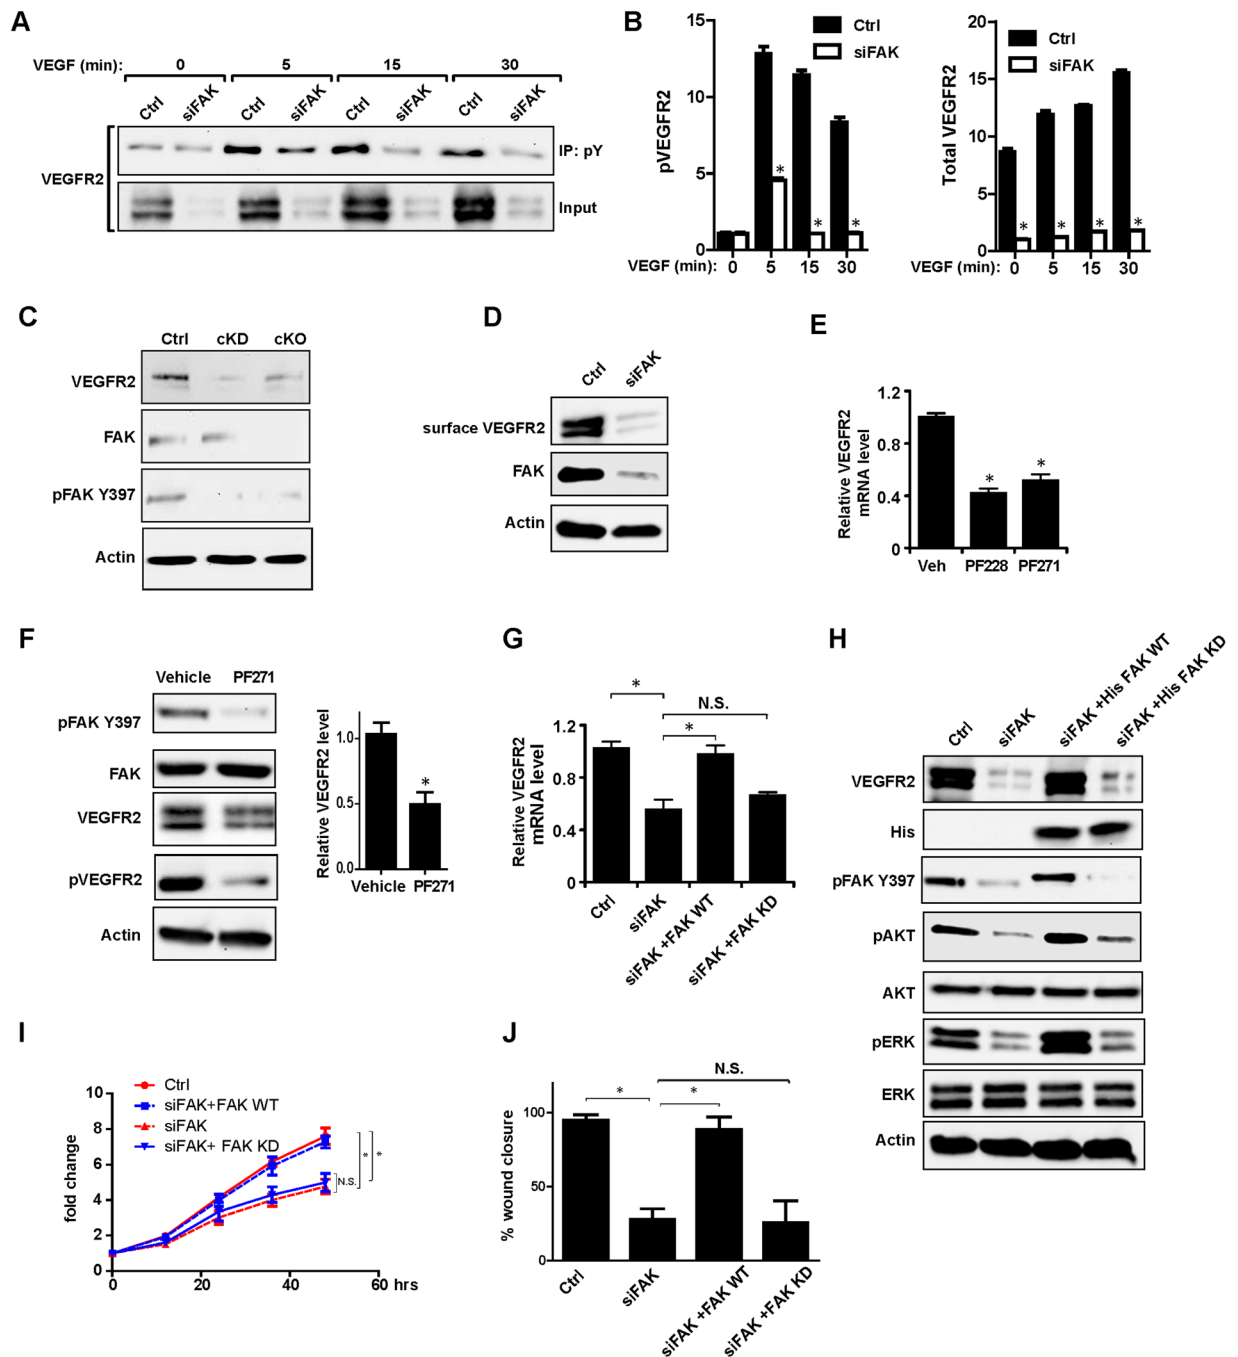 A
VEGF (min): 0 5 15 30
Ctrl siFAK Ctrl siFAK Ctrl siFAK Ctrl siFAK
IP: pY
VEGFR2
Input
B
15
10
5
0
pVEGFR2
Ctrl
siFAK
* * *
VEGF (min): 0 5 15 30
20
15
10
5
0
Total VEGFR2
Ctrl
siFAK
* * * *
VEGF (min): 0 5 15 30
C
Ctrl cKD cKO
VEGFR2
FAK
pFAK Y397
Actin
D
Ctrl siFAK
surface VEGFR2
FAK
Actin
E
1.2
0.8
0.4
0
Relative VEGFR2
mRNA level
* *
Veh PF228 PF271
F
Vehicle PF271
pFAK Y397
FAK
VEGFR2
pVEGFR2
Actin
Relative VEGFR2 level
1.0
0.5
0.0
*
Vehicle PF271
G
* N.S.
*
1.2
0.8
0.4
0
Relative VEGFR2
mRNA level
Ctrl
siFAK
siFAK +FAK WT
siFAK +FAK KD
H
Ctrl
siFAK
siFAK +His FAK WT
siFAK +His FAK KD
VEGFR2
His
pFAK Y397
pAKT
AKT
pERK
ERK
Actin
I
Ctrl
siFAK+FAK WT
siFAK
siFAK+ FAK KD
10
8
6
4
2
0
fold change
* *
N.S.
0 20 40 60 hrs
J
N.S.
* *
100
50
0
% wound closure
Ctrl
siFAK
siFAK +FAK WT
siFAK +FAK KD